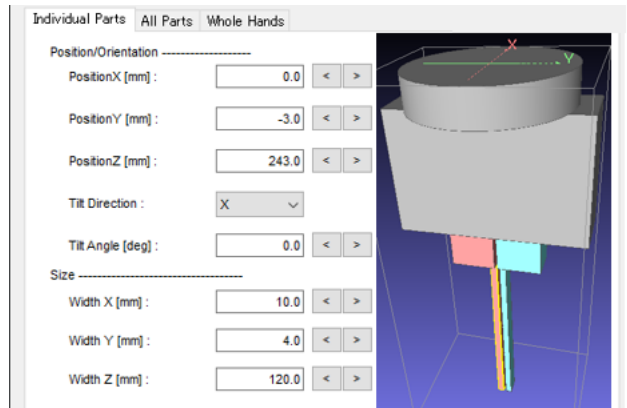 Individual Parts All Parts Whole Hands
Position/Orientation --------------------
PositionX [mm] : 0.0 < >
PositionY [mm] : -3.0 < >
PositionZ [mm] : 243.0 < >
Tilt Direction : X
Tilt Angle [deg] : 0.0 < >
Size -------------------------------------
Width X [mm] : 10.0 < >
Width Y [mm] : 4.0 < >
Width Z [mm] : 120.0 < >
X
Y